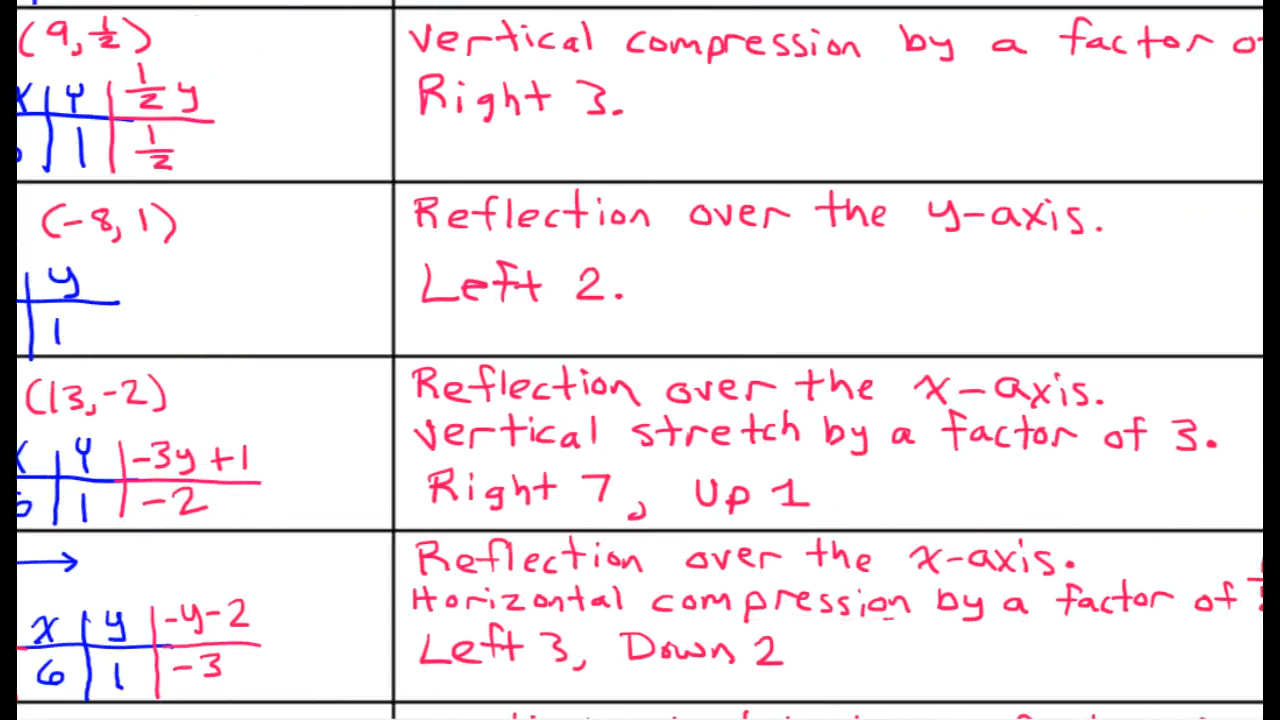 (9, 1/2)
y 1/2 y
1 1/2
Vertical compression by a factor
Right 3.
(-8, 1)
y
1
Reflection over the y-axis.
Left 2.
(13, -2)
y -3y +1
1 -2
Reflection over the x-axis.
Vertical stretch by a factor of 3.
Right 7, Up 1
→
x y -y-2
6 1 -3
Reflection over the x-axis.
Horizontal compression by a factor of
Left 3, Down 2